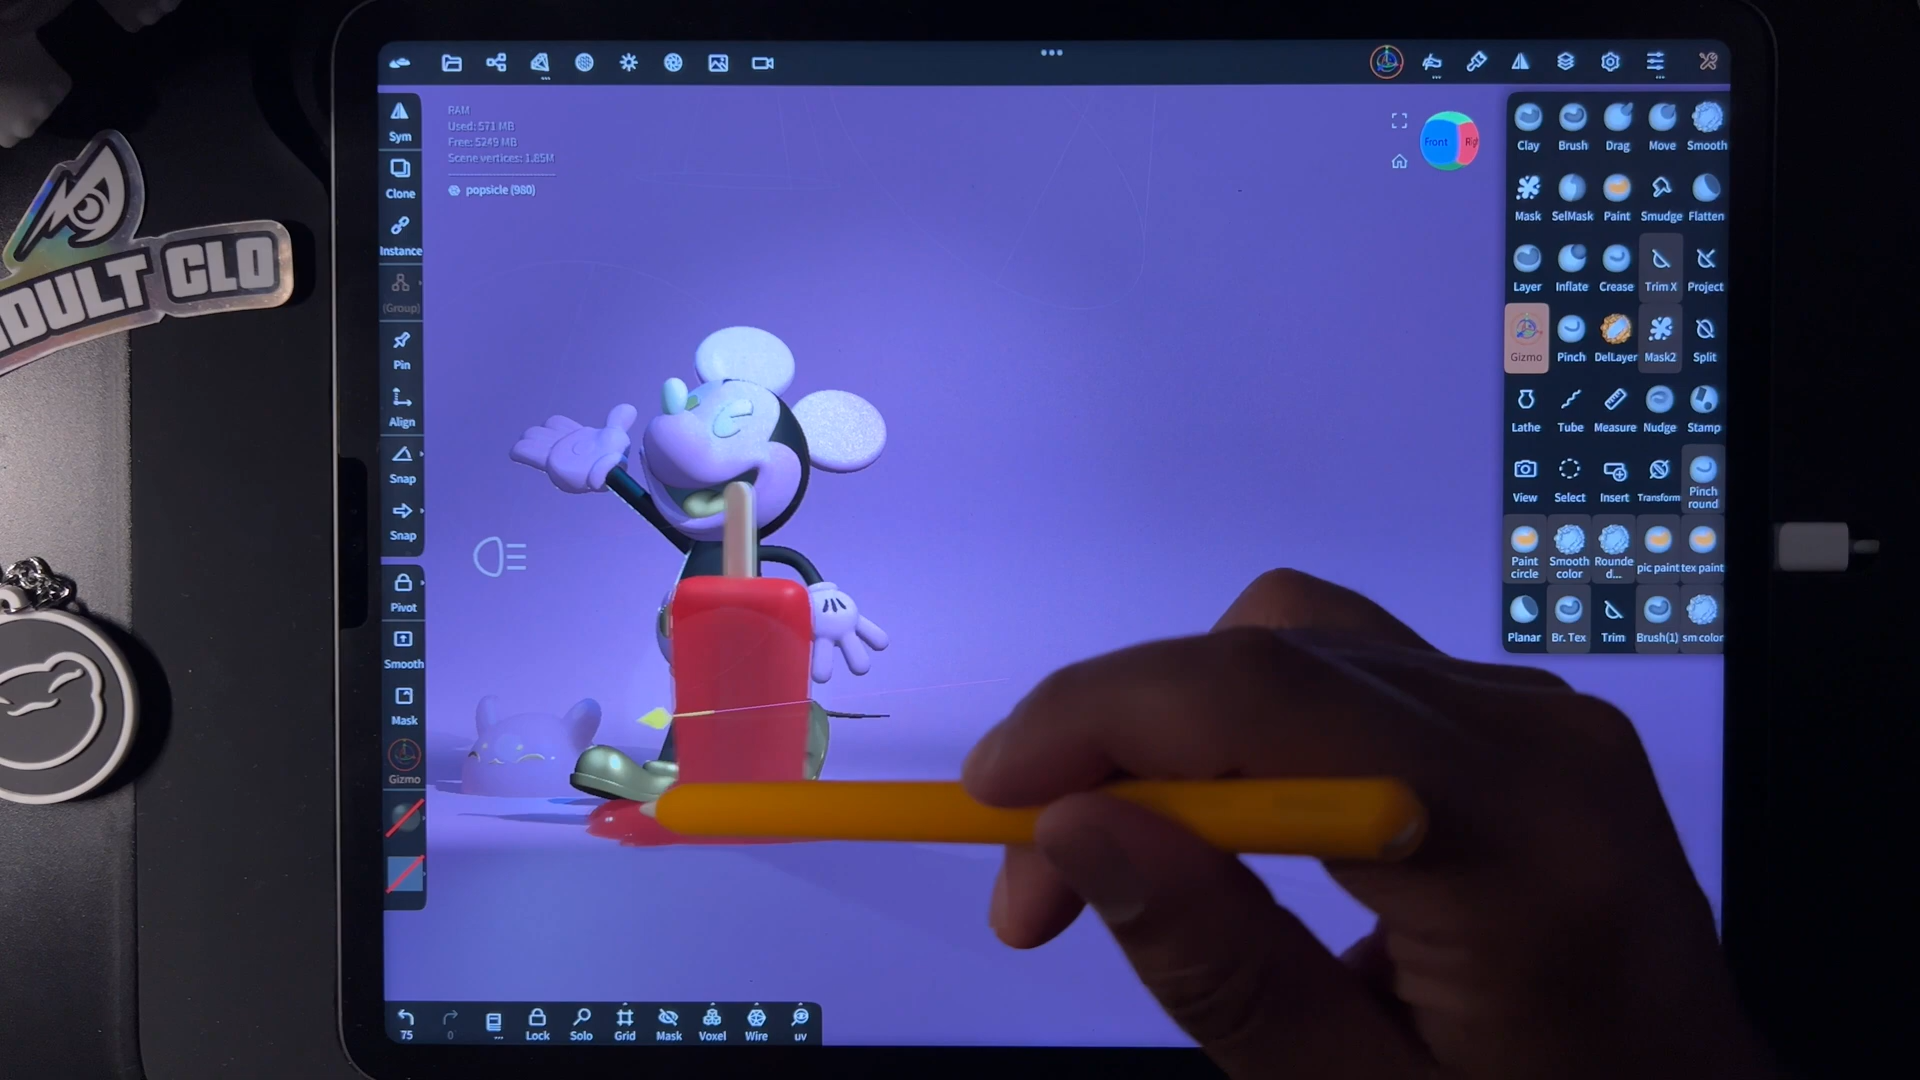 DULT CLO
RAM
Used: 571 MB
Free: 5249 MB
Scene vertices: 1.85M
popsicle (980)
Sym
Clone
Instance
(Group)
Pin
Align
Snap
Snap
Pivot
Smooth
Mask
Gizmo
Front
Clay Brush Drag Move Smooth
Mask SelMask Paint Smudge Flatten
Layer Inflate Crease Trim X Project
Gizmo Pinch DelLayer Mask2 Split
Lathe Tube Measure Nudge Stamp
View Select Insert Transform Pinch round
Paint circle Smooth color Rounde d... pic paint tex paint
Planar Br. Tex Trim Brush(1) sm color
75 0 Lock Solo Grid Mask Voxel Wire uv